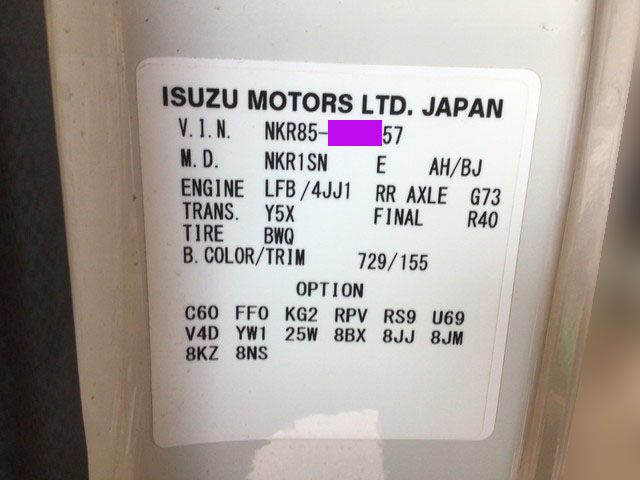 ISUZU MOTORS LTD. JAPAN
V.I.N. NKR85- 57
M.D. NKR1SN E AH/BJ
ENGINE LFB/4JJ1 RR AXLE G73
TRANS. Y5X FINAL R40
TIRE BWQ
B.COLOR/TRIM 729/155
OPTION
C60 FF0 KG2 RPV RS9 U69
V4D YW1 25W 8BX 8JJ 8JM
8KZ 8NS